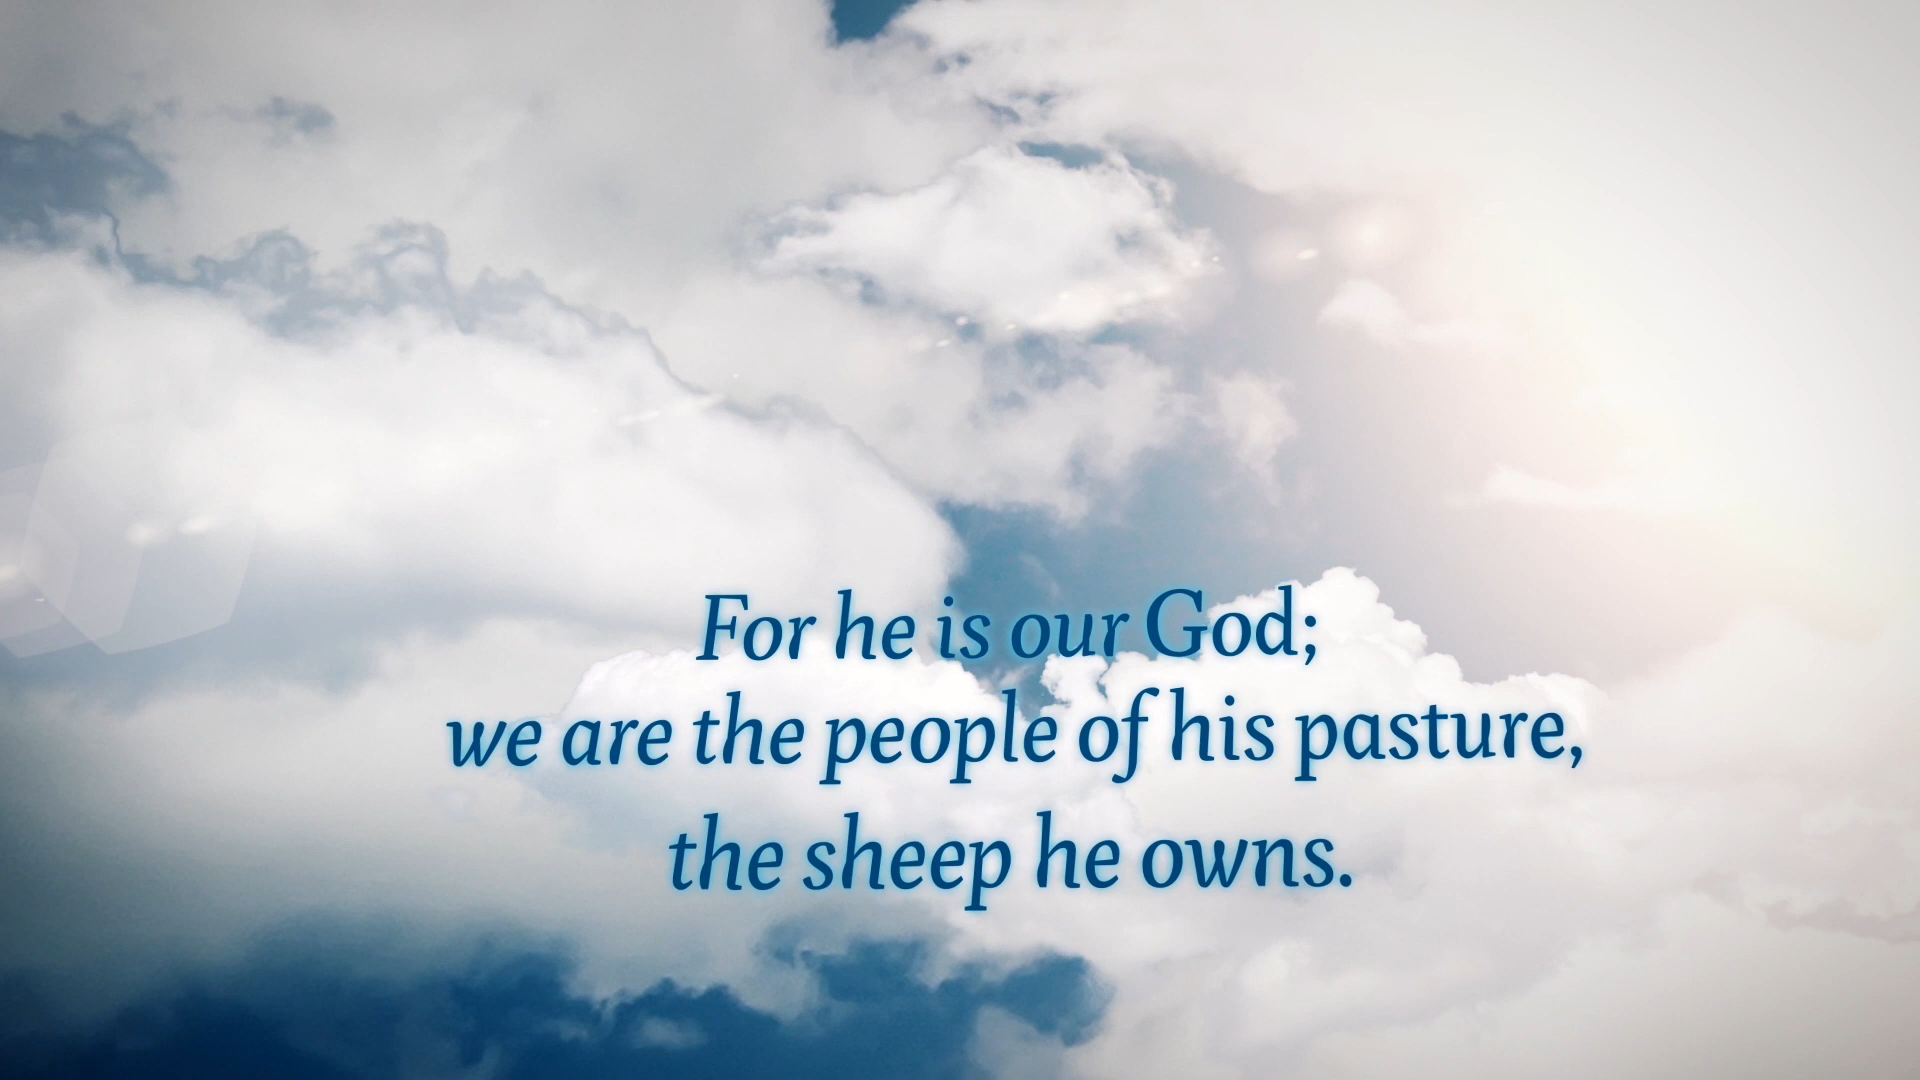 For he is our God;
we are the people of his pasture,
the sheep he owns.